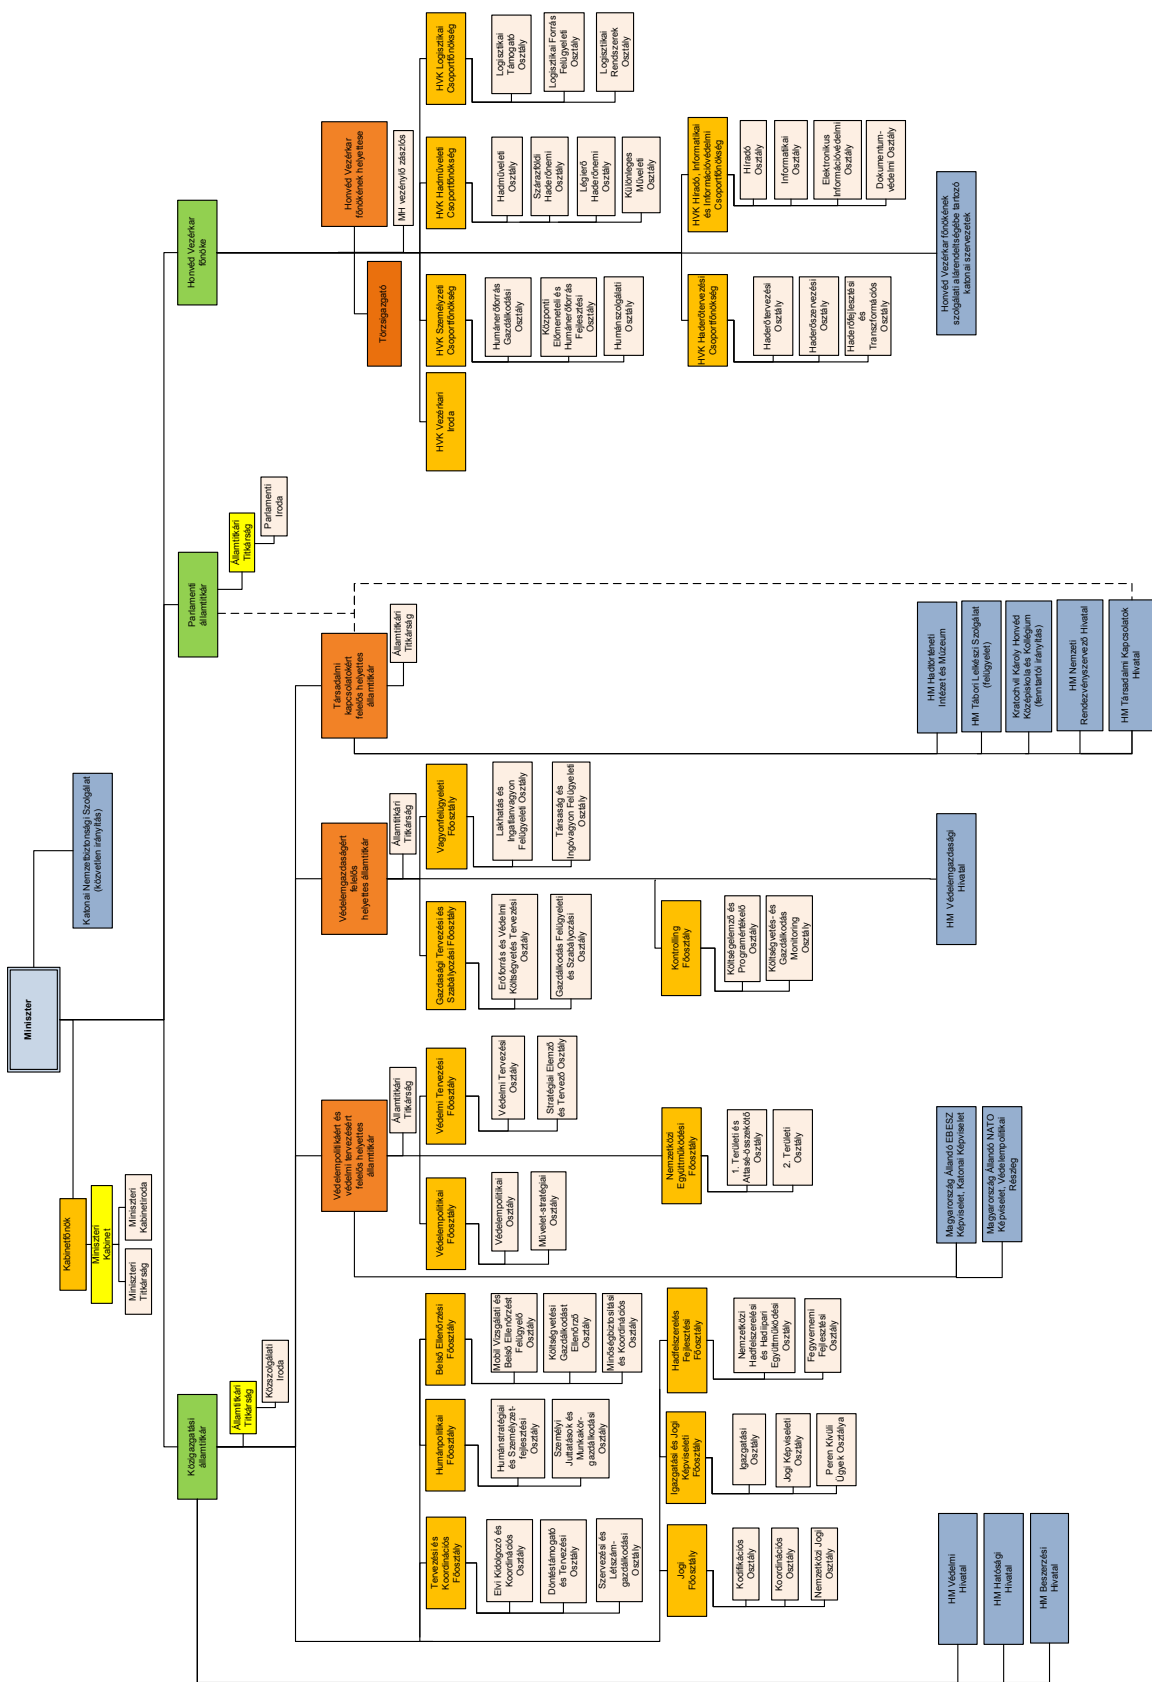 Miniszter
Katonai Nemzetbiztonsági Szolgálat
(közvetlen irányítás)
Kabinetfőnök
Miniszteri
Kabinet
Miniszteri
Titkárság
Miniszteri
Kabinetiroda
Közigazgatási
államtitkár
Államtitkári
Titkárság
Közszolgálati
Iroda
Parlamenti
államtitkár
Államtitkári
Titkárság
Parlamenti
Iroda
Honvéd Vezérkar
főnöke
Védelempolitikáért és
védelmi tervezésért
felelős helyettes
államtitkár
Államtitkári
Titkárság
Védelemgazdaságért
felelős
helyettes államtitkár
Államtitkári
Titkárság
Társadalmi
kapcsolatokért
felelős helyettes
államtitkár
Államtitkári
Titkárság
Törzsigazgató
Honvéd Vezérkar
főnökének helyettese
MH vezénylő zászlós
Tervezési és
Koordinációs
Főosztály
Elvi Kidolgozó és
Koordinációs
Osztály
Döntéstámogató
és Tervezési
Osztály
Szervezési és
Létszám-
gazdálkodási
Osztály
Humánpolitikai
Főosztály
Humánstratégiai
és Személyzet-
fejlesztési
Osztály
Személyi
Juttatások és
Munkakör-
gazdálkodási
Osztály
Belső Ellenőrzési
Főosztály
Mobil Vizsgálati és
Belső Ellenőrzést
Felügyelő
Osztály
Költségvetési
Gazdálkodást
Ellenőrző
Osztály
Minőségbiztosítási
és Koordinációs
Osztály
Védelempolitikai
Főosztály
Védelempolitikai
Osztály
Művelet-stratégiai
Osztály
Védelmi Tervezési
Főosztály
Védelmi Tervezési
Osztály
Stratégiai Elemző
és Tervező Osztály
Gazdasági Tervezési és
Szabályozási Főosztály
Erőforrás és Védelmi
Költségvetés Tervezési
Osztály
Gazdálkodás Felügyeleti
és Szabályozási
Osztály
Vagyonfelügyeleti
Főosztály
Lakhatás és
Ingatlanvagyon
Felügyeleti Osztály
Társaság és
Ingóvagyon Felügyeleti
Osztály
HVK Vezérkari
Iroda
HVK Személyzeti
Csoportfőnökség
Humánerőforrás
Gazdálkodási
Osztály
Központi
Előmeneteli és
Humánerőforrás
Fejlesztési
Osztály
Humánszolgálati
Osztály
HVK Hadműveleti
Csoportfőnökség
Hadműveleti
Osztály
Szárazföldi
Haderőnemi
Osztály
Légierő
Haderőnemi
Osztály
Különleges
Műveleti
Osztály
HVK Logisztikai
Csoportfőnökség
Logisztikai
Támogató
Osztály
Logisztikai Forrás
Felügyeleti
Osztály
Logisztikai
Rendszerek
Osztály
Jogi
Főosztály
Kodifikációs
Osztály
Koordinációs
Osztály
Nemzetközi Jogi
Osztály
Igazgatási és Jogi
Képviseleti
Főosztály
Igazgatási
Osztály
Jogi Képviseleti
Osztály
Peren Kívüli
Ügyek Osztálya
Hadfelszerelés
Fejlesztési
Főosztály
Nemzetközi
Hadfelszerelési
és Hadiipari
Együttműködési
Osztály
Fegyvernemi
Fejlesztési
Osztály
Nemzetközi
Együttműködési
Főosztály
1. Területi és
Attasé-összekötő
Osztály
2. Területi
Osztály
Kontrolling
Főosztály
Költségelemző és
Programértékelő
Osztály
Költségvetés- és
Gazdálkodás
Monitoring
Osztály
HVK Haderőtervezési
Csoportfőnökség
Haderőtervezési
Osztály
Haderőszervezési
Osztály
Haderőfejlesztési
és
Transzformációs
Osztály
HVK Híradó, Informatikai
és Információvédelmi
Csoportfőnökség
Híradó
Osztály
Informatikai
Osztály
Elektronikus
Információvédelmi
Osztály
Dokumentum-
védelmi Osztály
HM Védelmi
Hivatal
HM Hatósági
Hivatal
HM Beszerzési
Hivatal
Magyarország Állandó EBESZ
Képviselet, Katonai Képviselet
Magyarország Állandó NATO
Képviselet, Védelempolitikai
Részleg
HM Védelemgazdasági
Hivatal
HM Hadtörténeti
Intézet és Múzeum
HM Tábori Lelkészi Szolgálat
(felügyelet)
Kratochvil Károly Honvéd
Középiskola és Kollégium
(fenntartói irányítás)
HM Nemzeti
Rendezvényszervező Hivatal
HM Társadalmi Kapcsolatok
Hivatal
Honvéd Vezérkar főnökének
szolgálati alárendeltségébe tartozó
katonai szervezetek